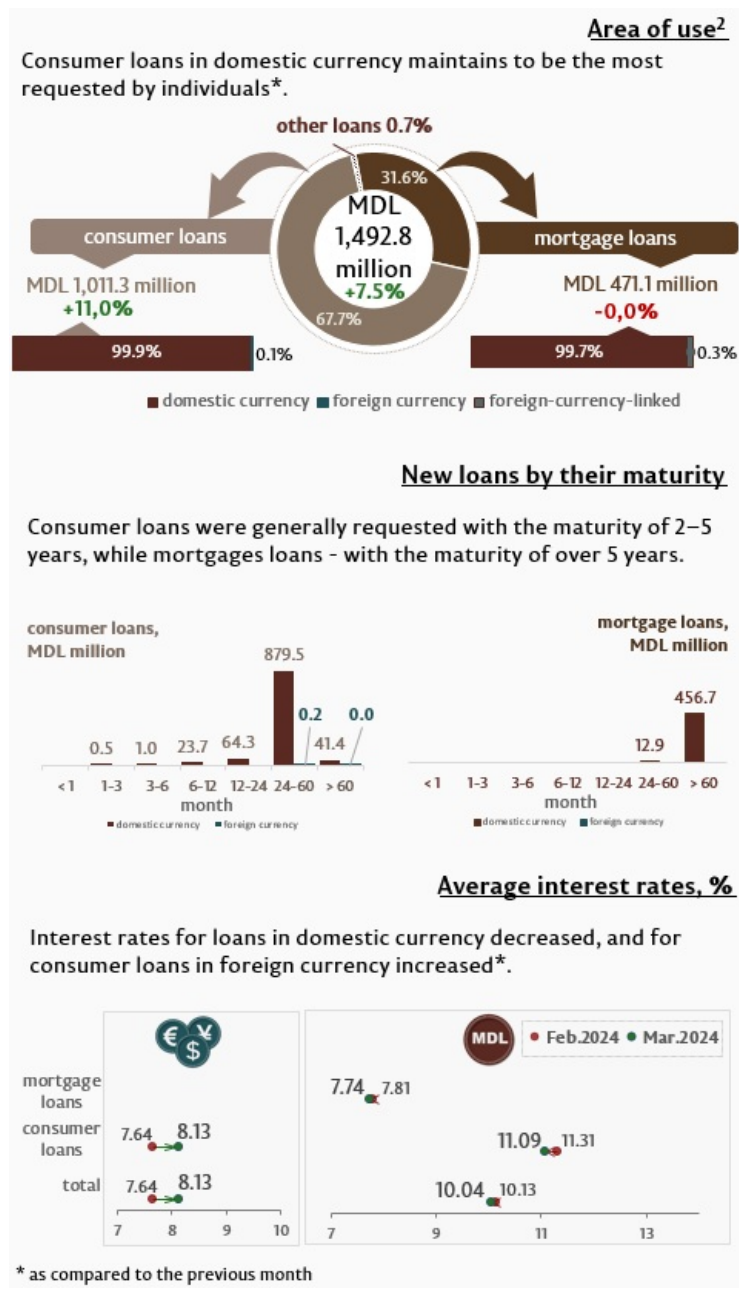 Area of use²
Consumer loans in domestic currency maintains to be the most
requested by individuals*.
other loans 0.7%
31.6%
MDL
1,492.8
million
+7.5%
67.7%
consumer loans
MDL 1,011.3 million
+11,0%
99.9%
0.1%
mortgage loans
MDL 471.1 million
-0,0%
99.7%
0.3%
domestic currency foreign currency foreign-currency-linked
New loans by their maturity
Consumer loans were generally requested with the maturity of 2–5
years, while mortgages loans - with the maturity of over 5 years.
consumer loans,
MDL million
879.5
0.2 0.0
0.5 1.0 23.7 64.3 41.4
<1 1-3 3-6 6-12 12-24 24-60 >60
month
domestic currency foreign currency
mortgage loans,
MDL million
456.7
12.9
<1 1-3 3-6 6-12 12-24 24-60 >60
month
domestic currency foreign currency
Average interest rates, %
Interest rates for loans in domestic currency decreased, and for
consumer loans in foreign currency increased*.
€ ¥
$
mortgage
loans
consumer
loans
7.64 8.13
total 7.64 8.13
7 8 9 10
MDL Feb.2024 Mar.2024
7.74 7.81
11.09 11.31
10.04 10.13
7 9 11 13
* as compared to the previous month